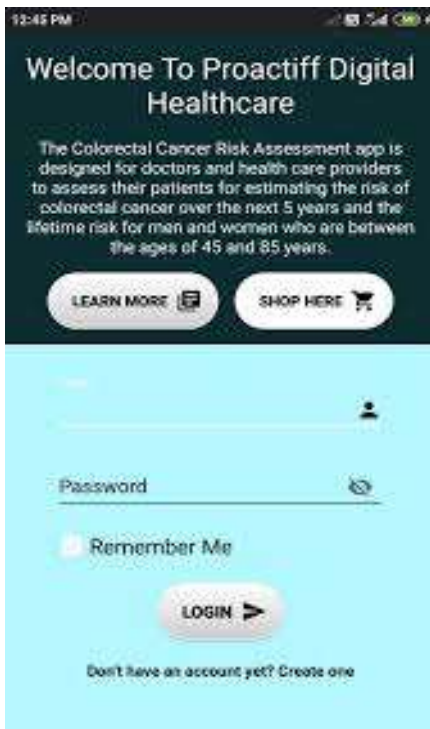 12:45 PM
Welcome To Proactiff Digital
Healthcare
The Colorectal Cancer Risk Assessment app is
designed for doctors and health care providers
to assess their patients for estimating the risk of
colorectal cancer over the next 5 years and the
lifetime risk for men and women who are between
the ages of 45 and 85 years.
LEARN MORE
SHOP HERE
Password
Remember Me
LOGIN
Don't have an account yet? Create one